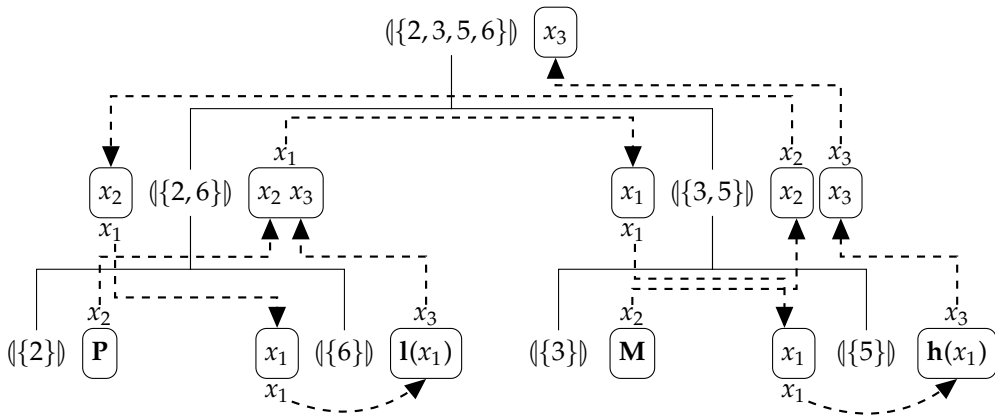 ⦇{2, 3, 5, 6}⦈ x₃
x₁ x₂ x₃
x₂ ⦇{2, 6}⦈ x₂ x₃ x₁ ⦇{3, 5}⦈ x₂ x₃
x₁ x₁
x₂ x₃ x₂ x₃
⦇{2}⦈ P x₁ ⦇{6}⦈ l(x₁) ⦇{3}⦈ M x₁ ⦇{5}⦈ h(x₁)
x₁ x₁